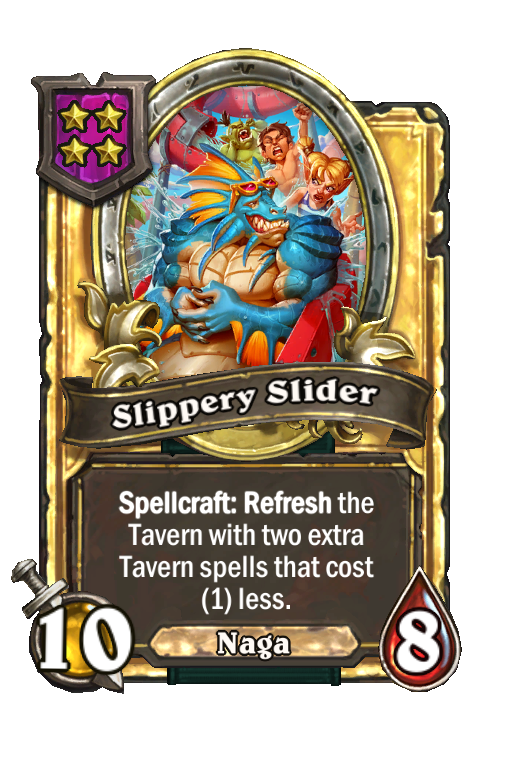 Slippery Slider
Spellcraft: Refresh the
Tavern with two extra
Tavern spells that cost
(1) less.
10
Naga
8